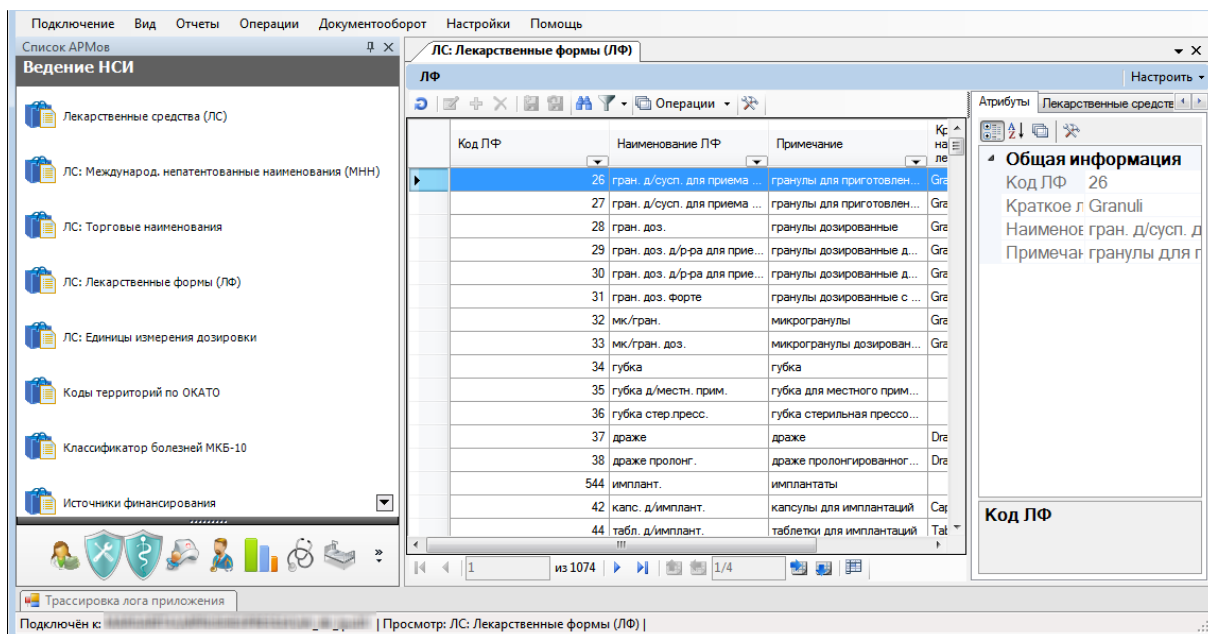 Подключение Вид Отчеты Операции Документооборот Настройки Помощь
Список АРМов
Ведение НСИ
Лекарственные средства (ЛС)
ЛС: Международ. непатентованные наименования (МНН)
ЛС: Торговые наименования
ЛС: Лекарственные формы (ЛФ)
ЛС: Единицы измерения дозировки
Коды территорий по ОКАТО
Классификатор болезней МКБ-10
Источники финансирования
ЛС: Лекарственные формы (ЛФ)
ЛФ Настроить
Операции
Код ЛФ Наименование ЛФ Примечание Кр на ле
26 гран. д/сусп. для приема ... гранулы для приготовлен... Gra
27 гран. д/сусп. для приема ... гранулы для приготовлен... Gra
28 гран. доз. гранулы дозированные Gra
29 гран. доз. д/р-ра для прие... гранулы дозированные д... Gra
30 гран. доз. д/р-ра для прие... гранулы дозированные д... Gra
31 гран. доз. форте гранулы дозированные с ... Gra
32 мк/гран. микрогранулы Gra
33 мк/гран. доз. микрогранулы дозирован... Gra
34 губка губка
35 губка д/местн. прим. губка для местного прим...
36 губка стер.пресс. губка стерильная прессо...
37 драже драже Dra
38 драже пролонг. драже пролонгированног... Dra
544 имплант. имплантаты
42 капс. д/имплант. капсулы для имплантаций Cap
44 табл. д/имплант. таблетки для имплантаций Tab
1 из 1074 1/4
Атрибуты Лекарственные средств
Общая информация
Код ЛФ 26
Краткое л Granuli
Наименов гран. д/сусп. д
Примечан гранулы для п
Код ЛФ
Трассировка лога приложения
Подключён к: | Просмотр: ЛС: Лекарственные формы (ЛФ) |